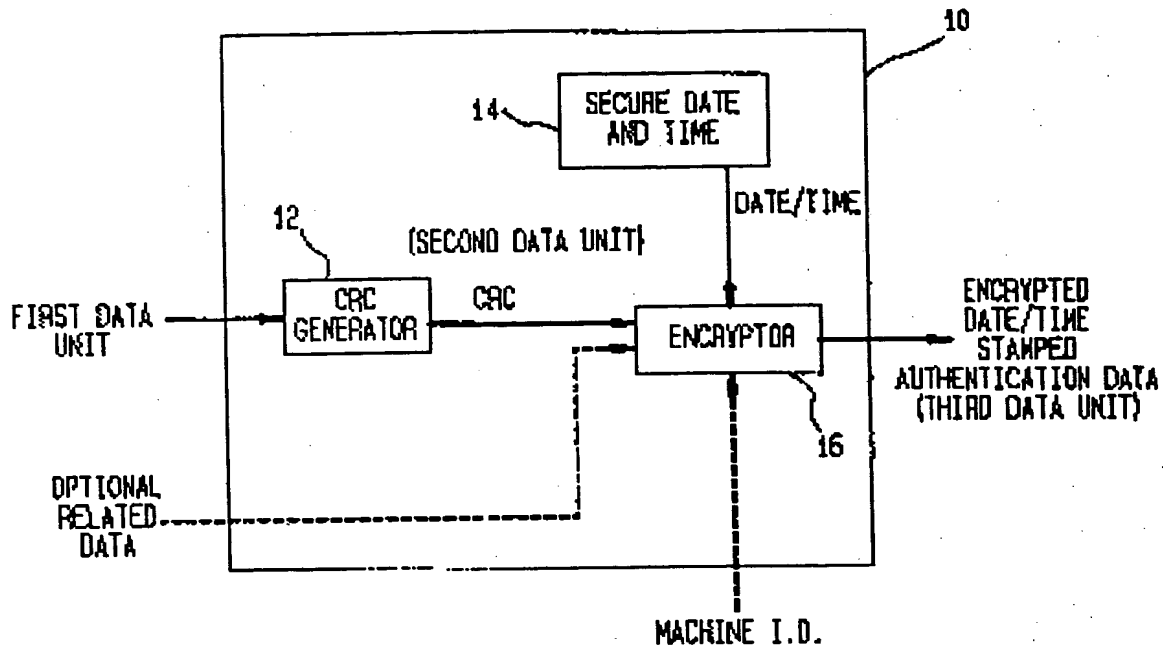 10
14
SECURE DATE
AND TIME
DATE/TIME
12
(SECOND DATA UNIT)
FIRST DATA
UNIT
CRC
GENERATOR
CRC
ENCRYPTOR
ENCRYPTED
DATE/TIME
STAMPED
AUTHENTICATION DATA
(THIRD DATA UNIT)
16
OPTIONAL
RELATED
DATA
MACHINE I.D.